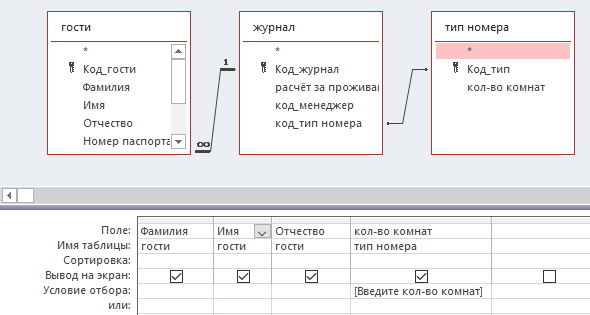 гости
*
Код_гости
Фамилия
Имя
Отчество
Номер паспорта
1
журнал
*
Код_журнал
расчёт за прожива
код_менеджер
код_тип номера
тип номера
*
Код_тип
кол-во комнат
Поле: Фамилия Имя Отчество кол-во комнат
Имя таблицы: гости гости гости тип номера
Сортировка:
Вывод на экран:
Условие отбора: [Введите кол-во комнат]
или: